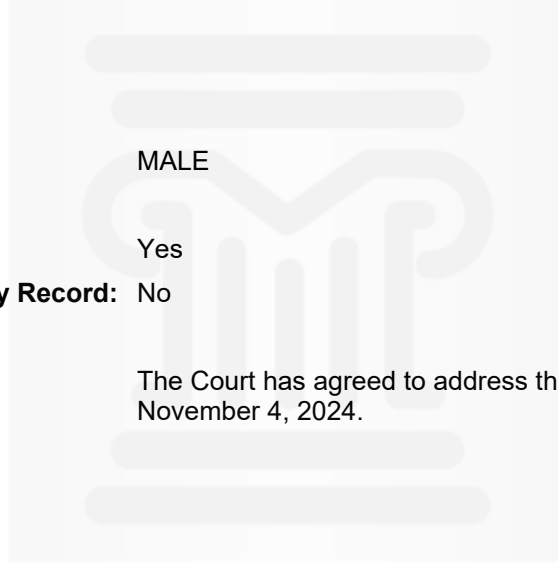 MALE
Yes
y Record: No
The Court has agreed to address th
November 4, 2024.